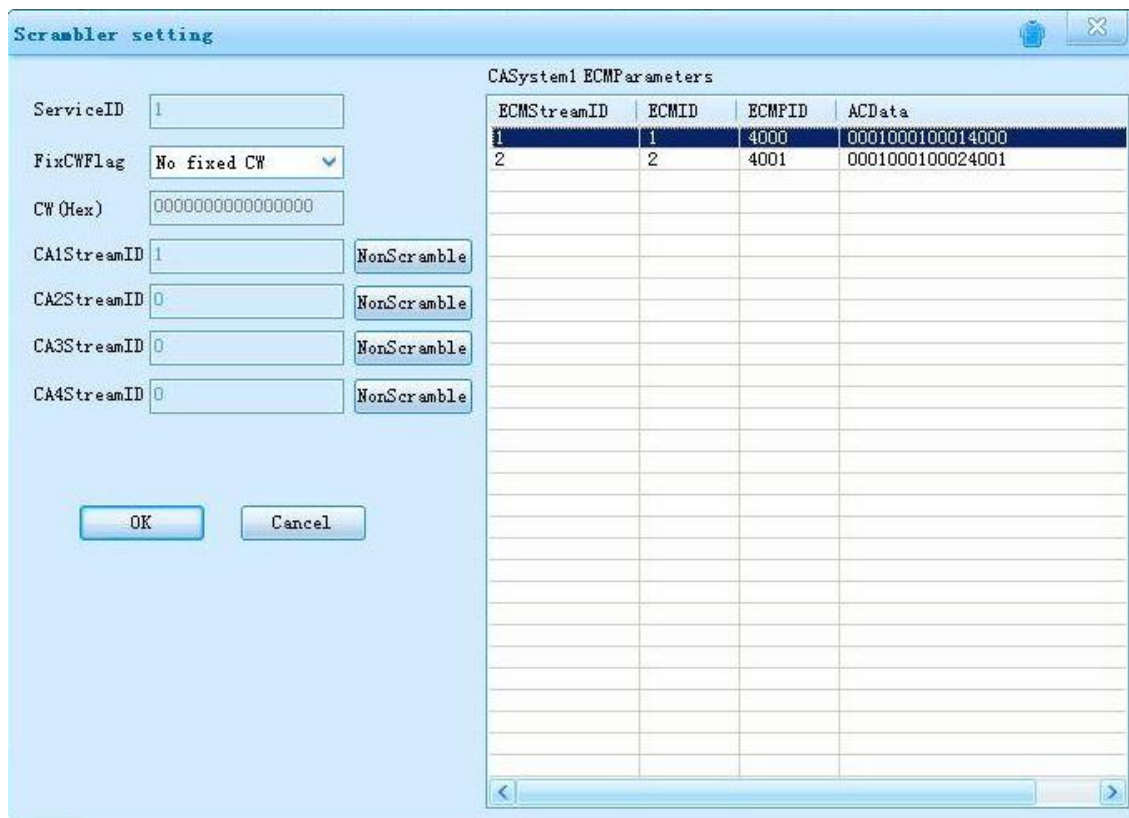 Scrambler setting
CASystem1 ECMParameters
ServiceID 1
FixCWFlag No fixed CW
CW(Hex) 0000000000000000
CA1StreamID 1 NonScramble
CA2StreamID 0 NonScramble
CA3StreamID 0 NonScramble
CA4StreamID 0 NonScramble
OK Cancel
ECMStreamID ECMID ECMPID ACData
1 1 4000 0001000100014000
2 2 4001 0001000100024001